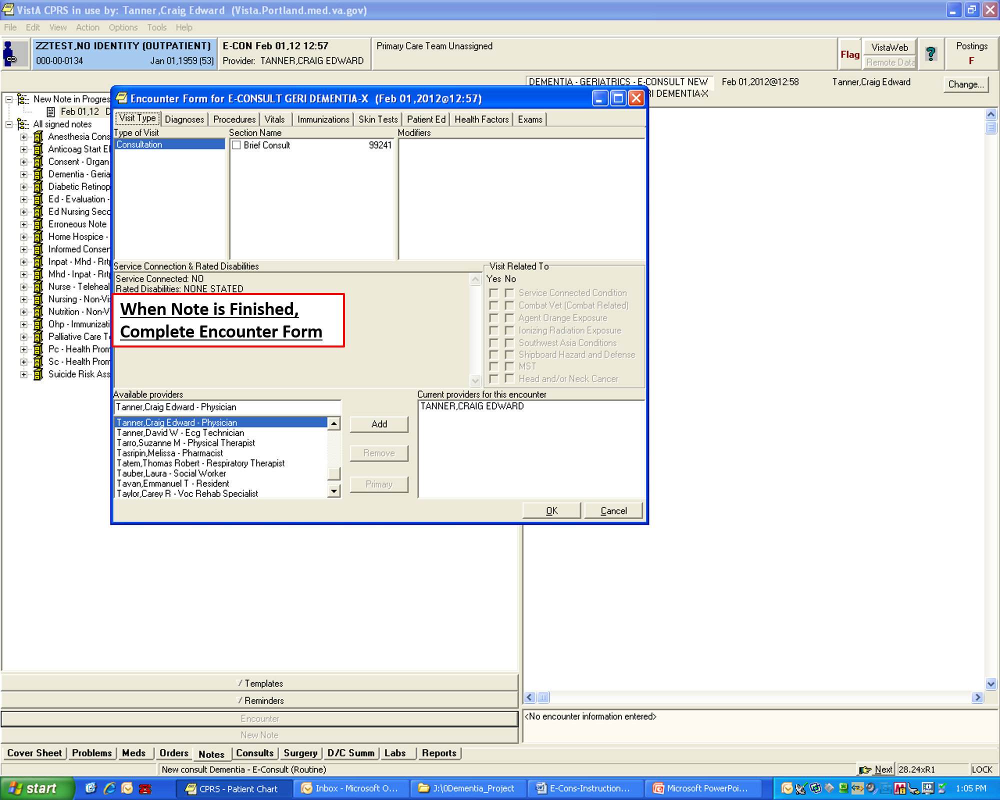 VistA CPRS in use by: Tanner,Craig Edward (Vista.Portland.med.va.gov)
File Edit View Action Options Tools Help
ZZTEST,NO IDENTITY (OUTPATIENT)
000-00-0134 Jan 01,1959 (53)
E-CON Feb 01,12 12:57
Provider: TANNER,CRAIG EDWARD
Primary Care Team Unassigned
Flag
VistaWeb
Remote Data
Postings
F
DEMENTIA - GERIATRICS - E-CONSULT NEW Feb 01,2012@12:58 Tanner,Craig Edward Change...
RI DEMENTIA-X
New Note in Progres
Feb 01,12 D
All signed notes
Anesthesia Cons
Anticoag Start El
Consent - Organ
Dementia - Geria
Diabetic Retinop
Ed - Evaluation -
Ed Nursing Seco
Erroneous Note
Home Hospice -
Informed Conser
Inpat - Mhd - Rrtp
Mhd - Inpat - Rrtp
Nurse - Teleheal
Nursing - Non-Vi
Nutrition - Non-V
Ohp - Immunizati
Palliative Care T
Pc - Health Prom
Sc - Health Prom
Suicide Risk Ass
Encounter Form for E-CONSULT GERI DEMENTIA-X (Feb 01,2012@12:57)
Visit Type Diagnoses Procedures Vitals Immunizations Skin Tests Patient Ed Health Factors Exams
Type of Visit Section Name Modifiers
Consultation Brief Consult 99241
Service Connection & Rated Disabilities
Service Connected: NO
Rated Disabilities: NONE STATED
When Note is Finished,
Complete Encounter Form
Visit Related To
Yes No
Service Connected Condition
Combat Vet (Combat Related)
Agent Orange Exposure
Ionizing Radiation Exposure
Southwest Asia Conditions
Shipboard Hazard and Defense
MST
Head and/or Neck Cancer
Available providers
Tanner,Craig Edward - Physician
Tanner,Craig Edward - Physician
Tanner,David W - Ecg Technician
Tarro,Suzanne M - Physical Therapist
Tasripin,Melissa - Pharmacist
Tatem,Thomas Robert - Respiratory Therapist
Tauber,Laura - Social Worker
Tavan,Emmanuel T - Resident
Taylor,Carey R - Voc Rehab Specialist
Add
Remove
Primary
Current providers for this encounter
TANNER,CRAIG EDWARD
OK Cancel
Templates
Reminders
Encounter
New Note
<No encounter information entered>
Cover Sheet Problems Meds Orders Notes Consults Surgery D/C Summ Labs Reports
New consult Dementia - E-Consult (Routine) Next 28.24xR1 LOCK
start CPRS - Patient Chart Inbox - Microsoft O... J:\0Dementia_Project E-Cons-Instruction... Microsoft PowerPoi... 1:05 PM